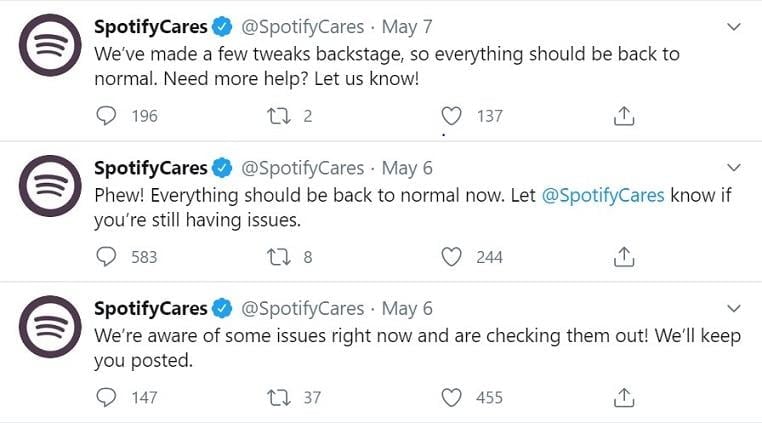 SpotifyCares @SpotifyCares · May 7
We’ve made a few tweaks backstage, so everything should be back to
normal. Need more help? Let us know!
196 2 137
SpotifyCares @SpotifyCares · May 6
Phew! Everything should be back to normal now. Let @SpotifyCares know if
you’re still having issues.
583 8 244
SpotifyCares @SpotifyCares · May 6
We’re aware of some issues right now and are checking them out! We’ll keep
you posted.
147 37 455